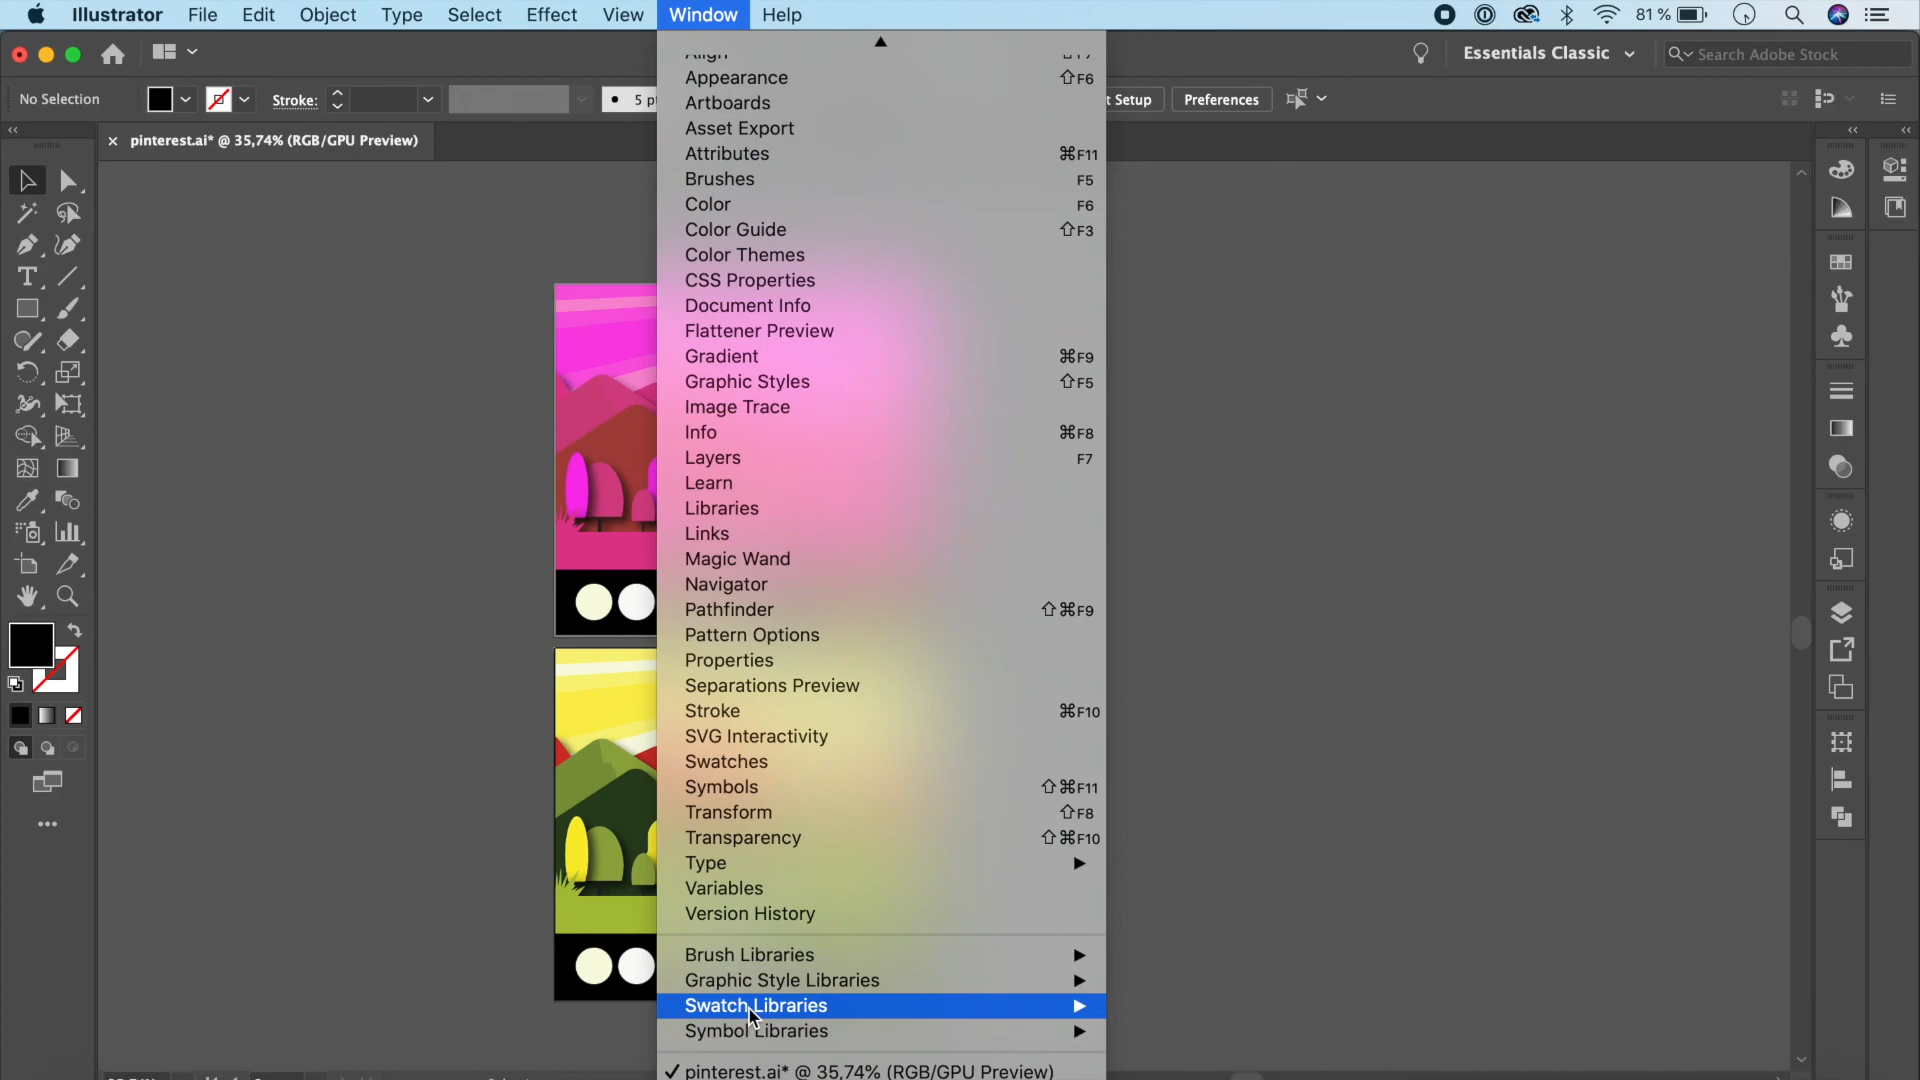 Illustrator File Edit Object Type Select Effect View Window Help 81 %
Essentials Classic Search Adobe Stock
No Selection Stroke: 5 pt Setup Preferences
pinterest.ai* @ 35,74% (RGB/GPU Preview)
Align ⇧F7
Appearance ⇧F6
Artboards
Asset Export
Attributes ⌘F11
Brushes F5
Color F6
Color Guide ⇧F3
Color Themes
CSS Properties
Document Info
Flattener Preview
Gradient ⌘F9
Graphic Styles ⇧F5
Image Trace
Info ⌘F8
Layers F7
Learn
Libraries
Links
Magic Wand
Navigator
Pathfinder ⇧⌘F9
Pattern Options
Properties
Separations Preview
Stroke ⌘F10
SVG Interactivity
Swatches
Symbols ⇧⌘F11
Transform ⇧F8
Transparency ⇧⌘F10
Type
Variables
Version History
Brush Libraries
Graphic Style Libraries
Swatch Libraries
Symbol Libraries
✓ pinterest.ai* @ 35,74% (RGB/GPU Preview)